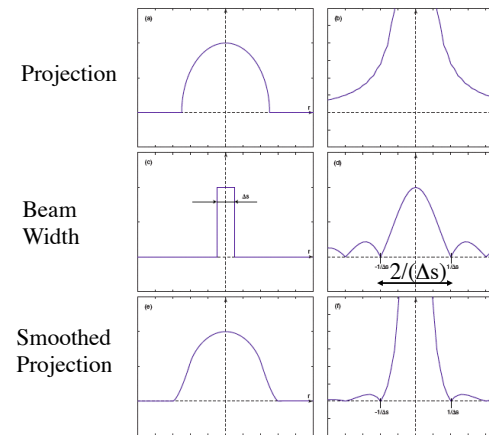 (a)
(b)
Projection
r
(c)
(d)
Δs
Beam
Width
r
-1/Δs
2/(Δs)
1/Δs
(e)
(f)
Smoothed
Projection
r
-1/Δs
1/Δs